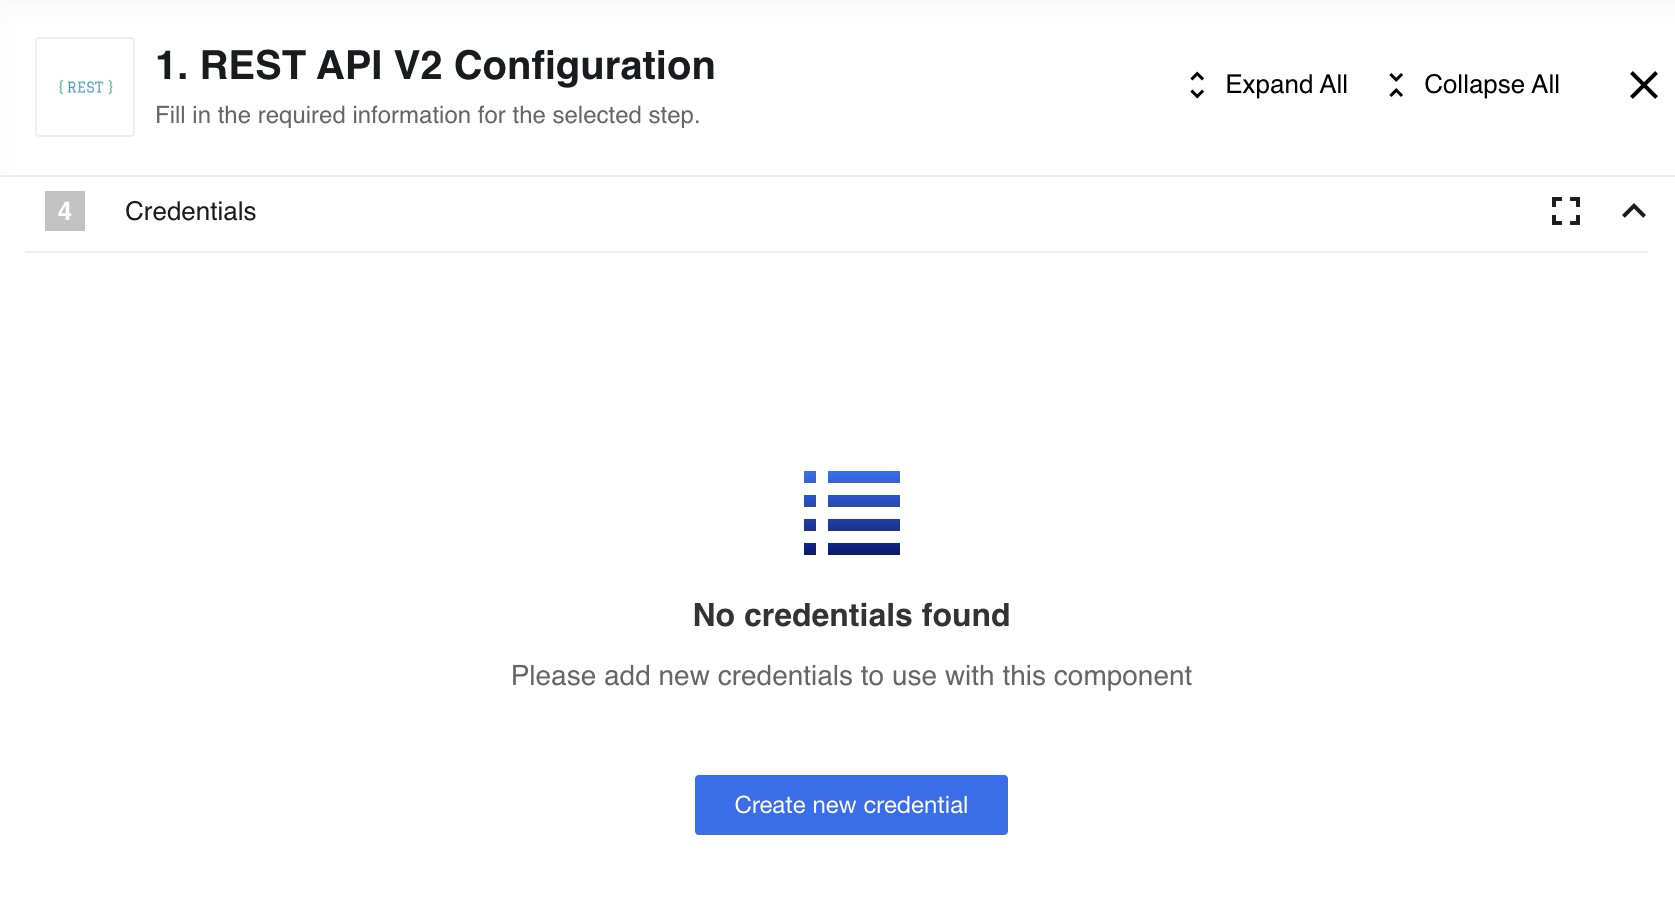 { REST }
1. REST API V2 Configuration
Fill in the required information for the selected step.
Expand All
Collapse All
4
Credentials
No credentials found
Please add new credentials to use with this component
Create new credential